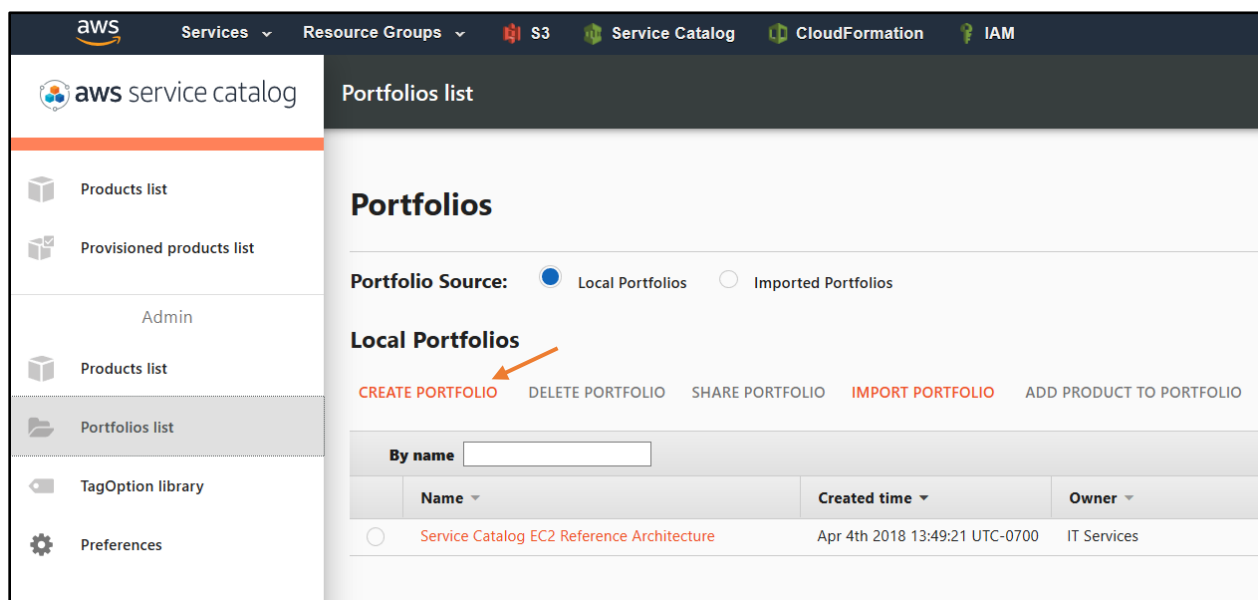 aws Services Resource Groups S3 Service Catalog CloudFormation IAM
aws service catalog
Portfolios list
Products list
Provisioned products list
Admin
Products list
Portfolios list
TagOption library
Preferences
Portfolios
Portfolio Source: Local Portfolios Imported Portfolios
Local Portfolios
CREATE PORTFOLIO DELETE PORTFOLIO SHARE PORTFOLIO IMPORT PORTFOLIO ADD PRODUCT TO PORTFOLIO
By name
Name Created time Owner
Service Catalog EC2 Reference Architecture Apr 4th 2018 13:49:21 UTC-0700 IT Services